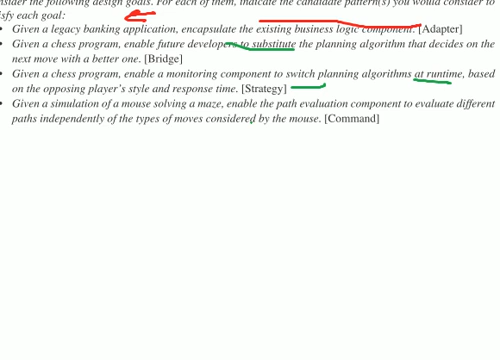 nsider the following design goals. For each of them, indicate the candidate pattern(s) you would consider to
isfy each goal:
• Given a legacy banking application, encapsulate the existing business logic component. [Adapter]
• Given a chess program, enable future developers to substitute the planning algorithm that decides on the
next move with a better one. [Bridge]
• Given a chess program, enable a monitoring component to switch planning algorithms at runtime, based
on the opposing player's style and response time. [Strategy]
• Given a simulation of a mouse solving a maze, enable the path evaluation component to evaluate different
paths independently of the types of moves considered by the mouse. [Command]